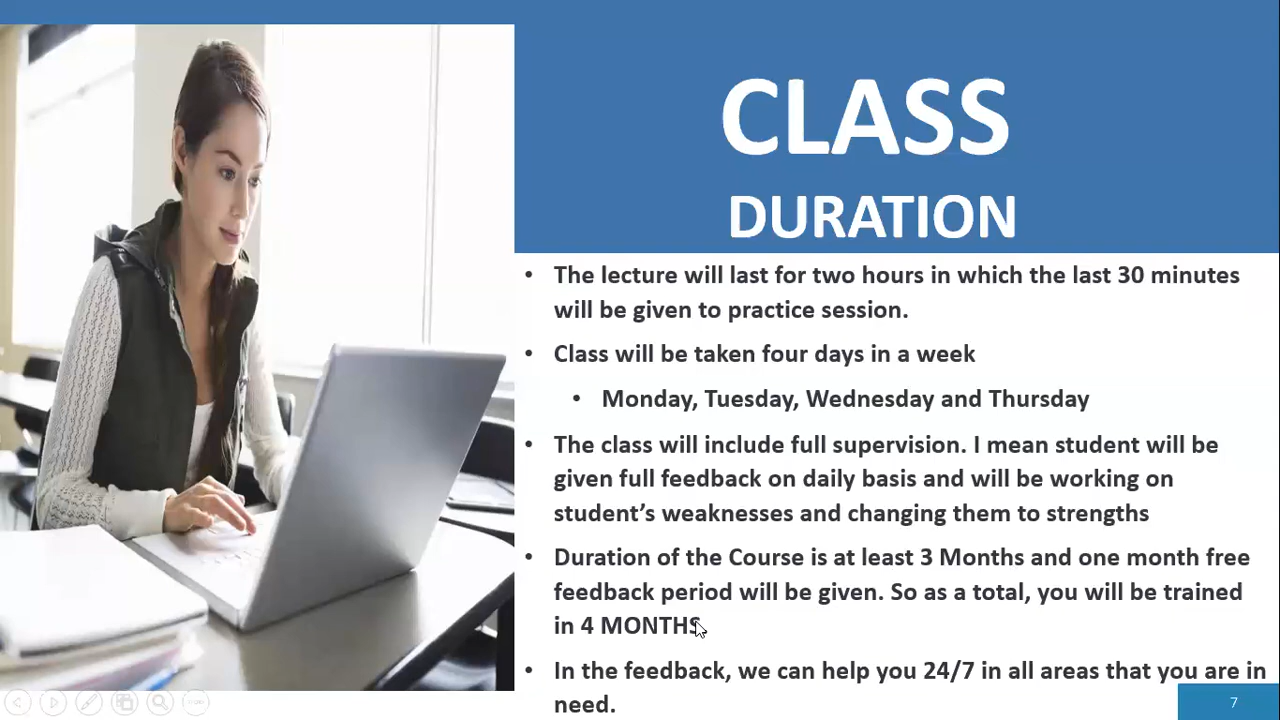 CLASS
DURATION
• The lecture will last for two hours in which the last 30 minutes
will be given to practice session.
• Class will be taken four days in a week
• Monday, Tuesday, Wednesday and Thursday
• The class will include full supervision. I mean student will be
given full feedback on daily basis and will be working on
student’s weaknesses and changing them to strengths
• Duration of the Course is at least 3 Months and one month free
feedback period will be given. So as a total, you will be trained
in 4 MONTHS
• In the feedback, we can help you 24/7 in all areas that you are in
need.
7